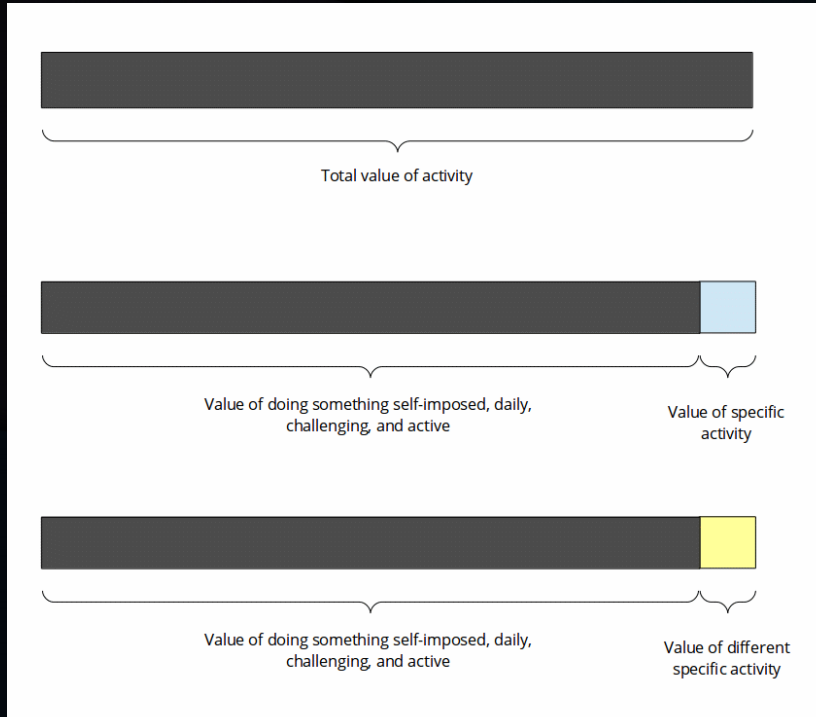 Total value of activity
Value of doing something self-imposed, daily,
challenging, and active
Value of specific
activity
Value of doing something self-imposed, daily,
challenging, and active
Value of different
specific activity